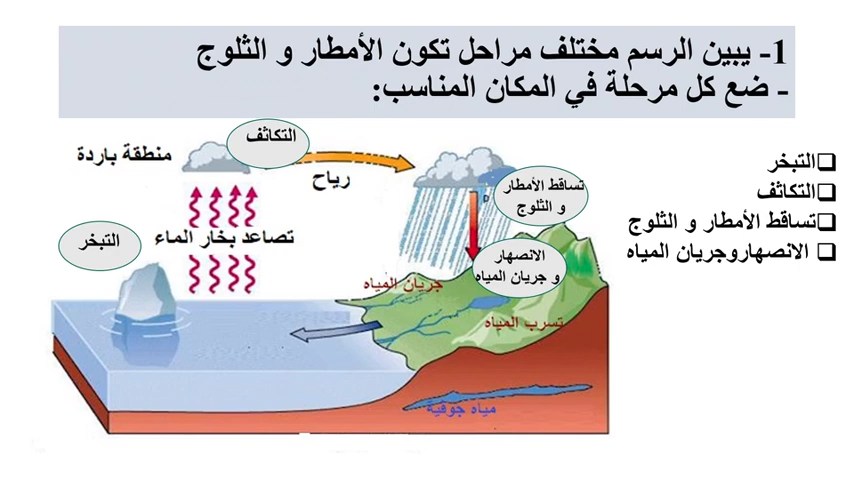 1- يبين الرسم مختلف مراحل تكون الأمطار و الثلوج
- ضع كل مرحلة في المكان المناسب:
التبخر
التكاثف
تساقط الأمطار و الثلوج
الانصهاروجريان المياه
التكاثف
منطقة باردة
رياح
تساقط الأمطار
و الثلوج
تصاعد بخار الماء
التبخر
الانصهار
و جريان المياه
جريان المياه
تسرب المياه
مياه جوفية